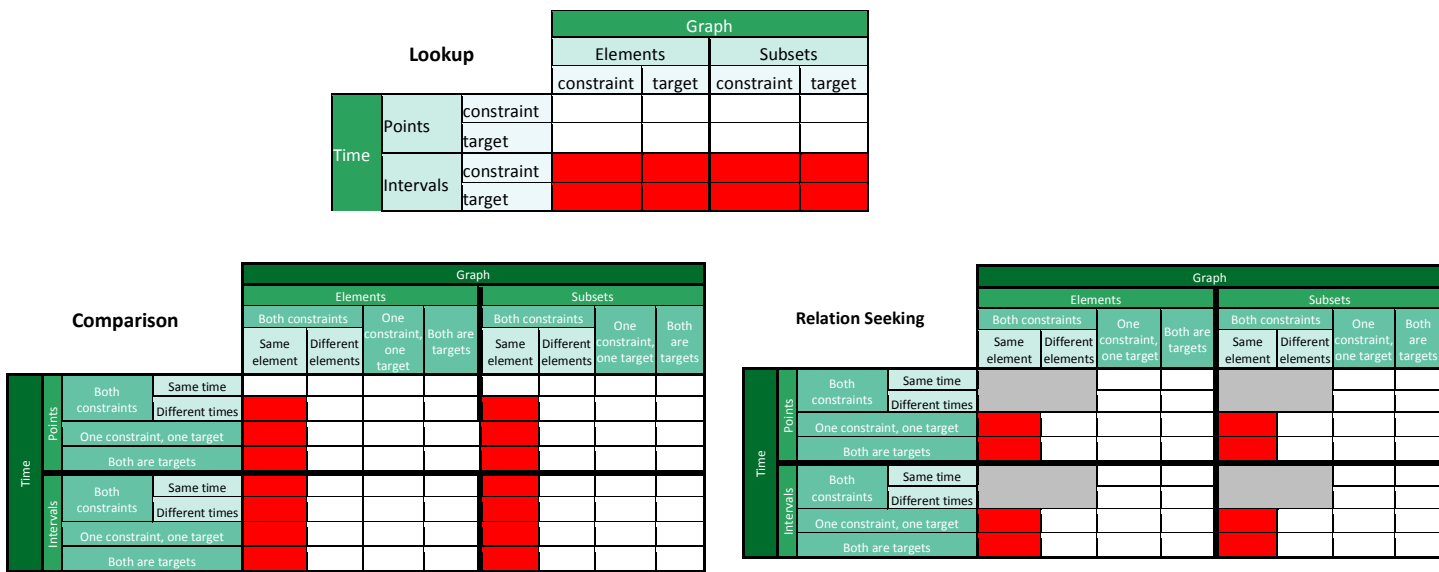 Lookup
Graph
Elements Subsets
constraint target constraint target
Time
Points
constraint
target
Intervals
constraint
target
Comparison
Graph
Elements Subsets
Both constraints
One
constraint,
one
target
Both are
targets
Both constraints
One
constraint,
one target
Both
are
targets
Same
element
Different
elements
Same
element
Different
elements
Time
Points
Both
constraints
Same time
Different times
One constraint, one target
Both are targets
Intervals
Both
constraints
Same time
Different times
One constraint, one target
Both are targets
Relation Seeking
Graph
Elements Subsets
Both constraints
One
constraint,
one target
Both are
targets
Both constraints
One
constraint,
one target
Both
are
targets
Same
element
Different
elements
Same
element
Different
elements
Time
Points
Both
constraints
Same time
Different times
One constraint, one target
Both are targets
Intervals
Both
constraints
Same time
Different times
One constraint, one target
Both are targets